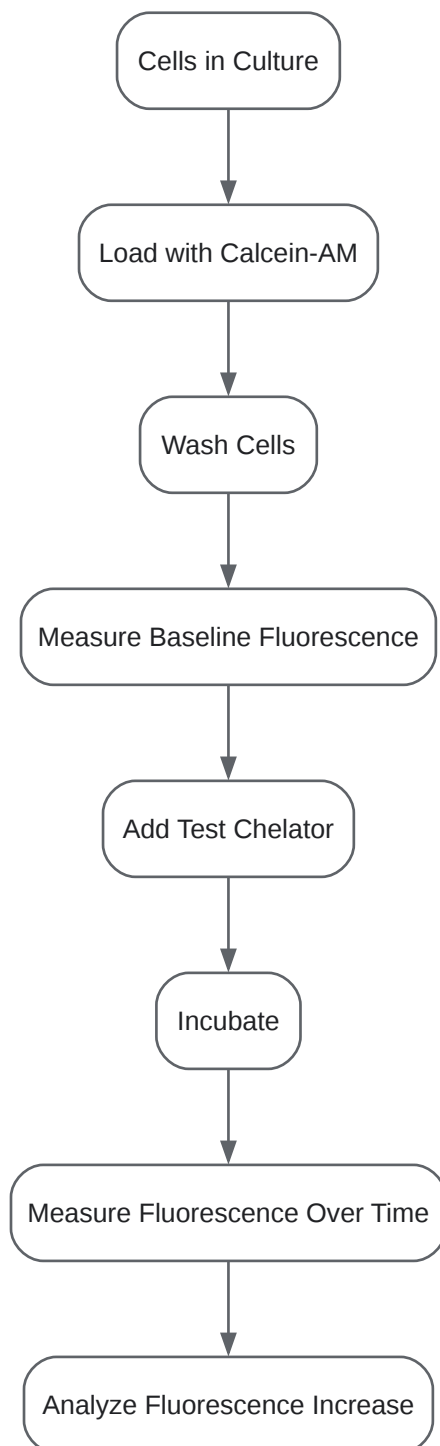 Cells in Culture
Load with Calcein-AM
Wash Cells
Measure Baseline Fluorescence
Add Test Chelator
Incubate
Measure Fluorescence Over Time
Analyze Fluorescence Increase